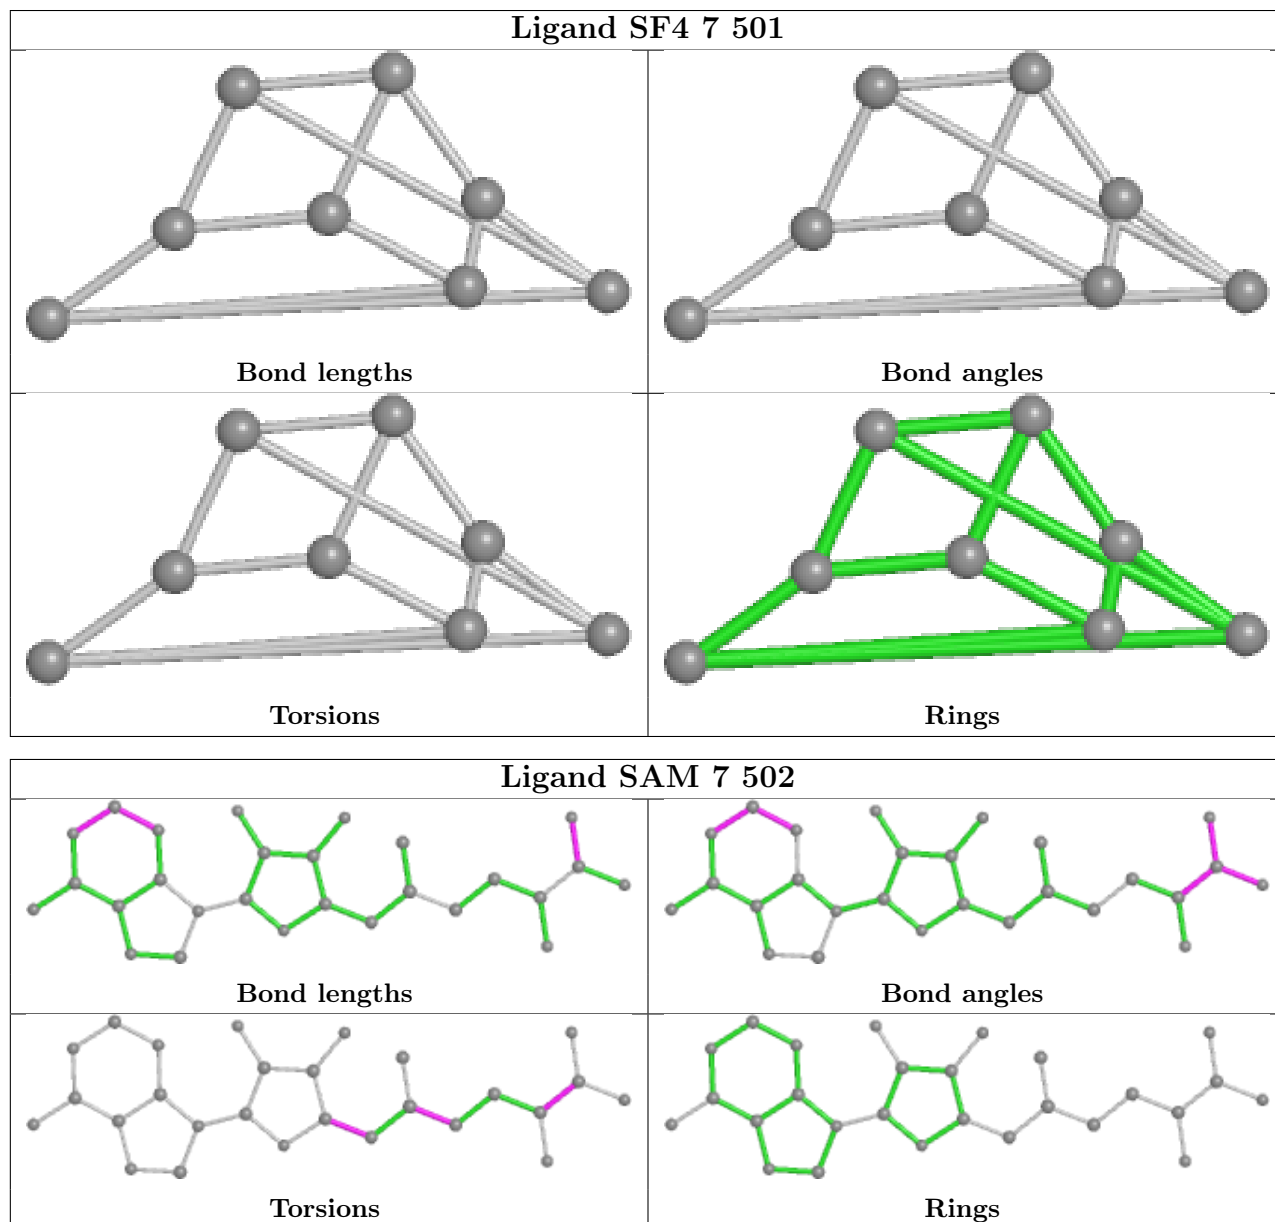 Ligand SF4 7 501
Bond lengths
Bond angles
Torsions
Rings
Ligand SAM 7 502
Bond lengths
Bond angles
Torsions
Rings